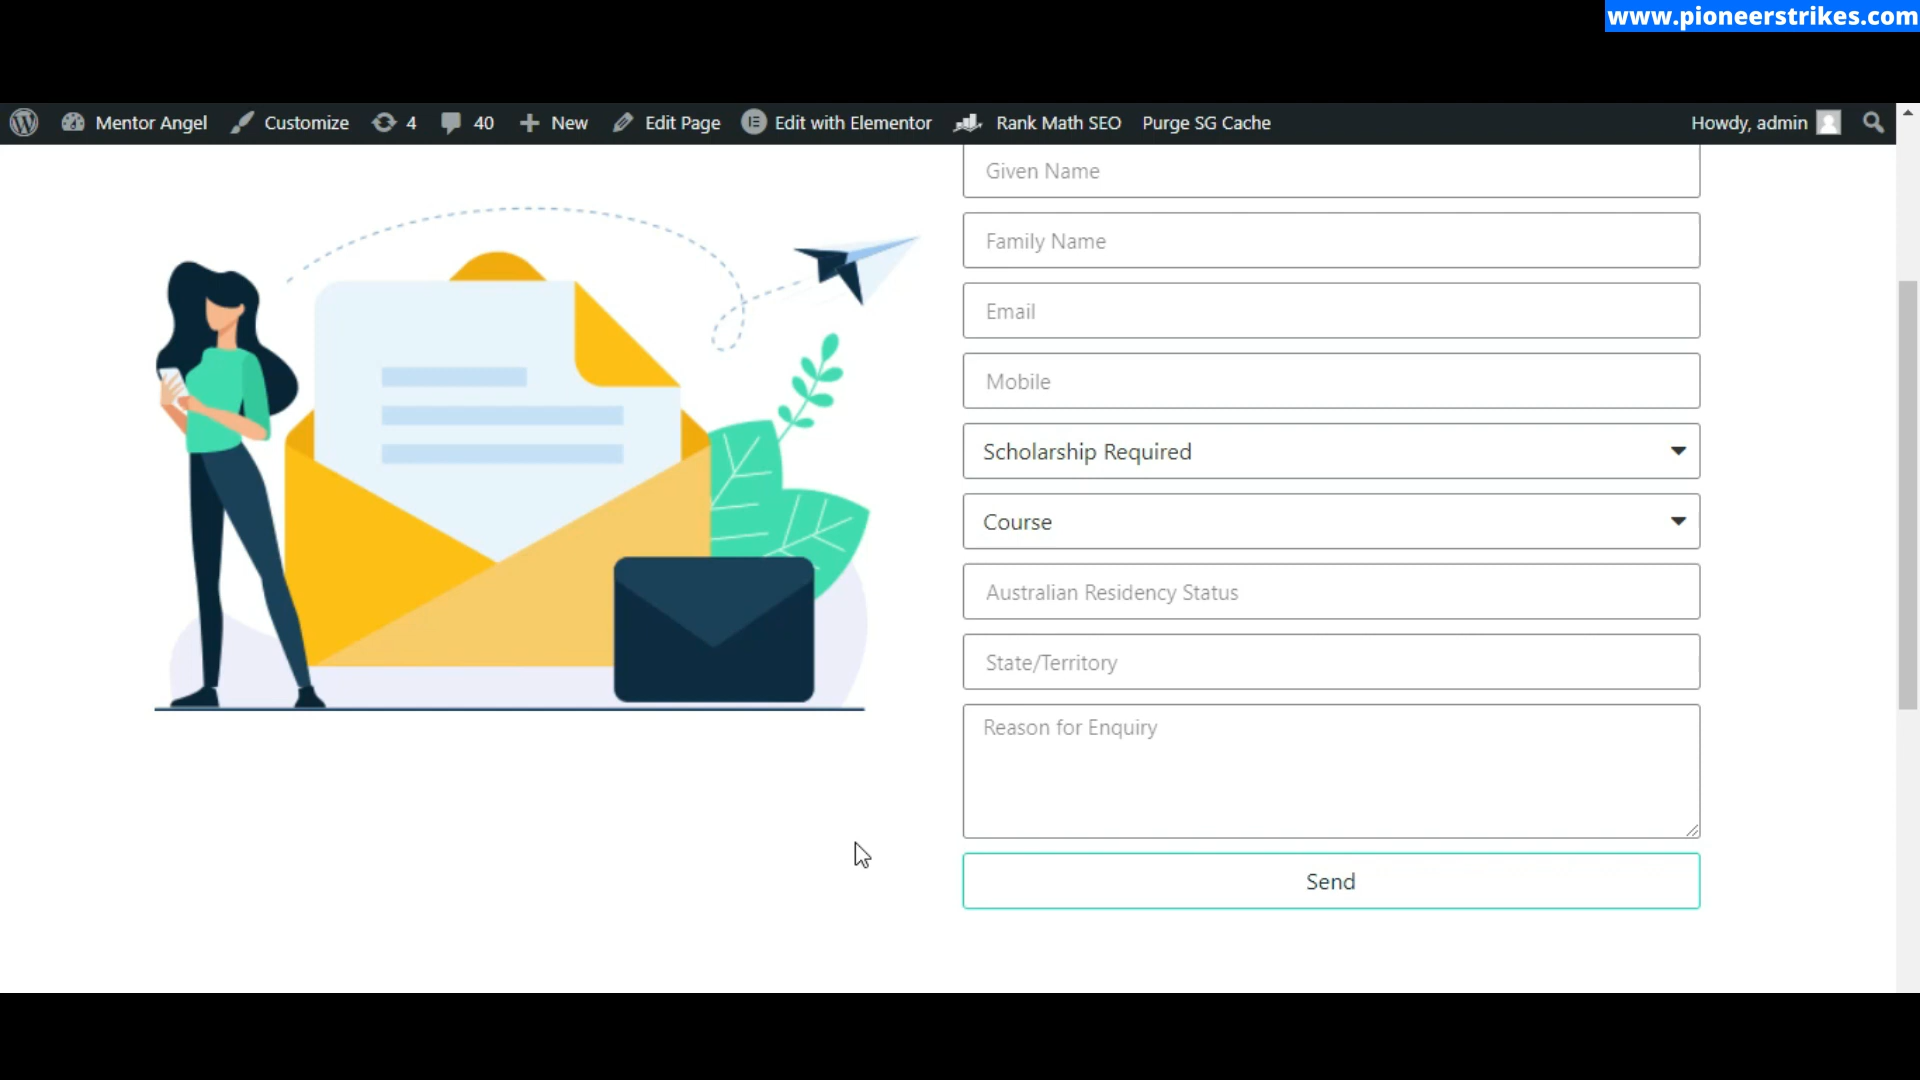 www.pioneerstrikes.com
Mentor Angel Customize 4 40 New Edit Page Edit with Elementor Rank Math SEO Purge SG Cache Howdy, admin
Given Name
Family Name
Email
Mobile
Scholarship Required
Course
Australian Residency Status
State/Territory
Reason for Enquiry
Send